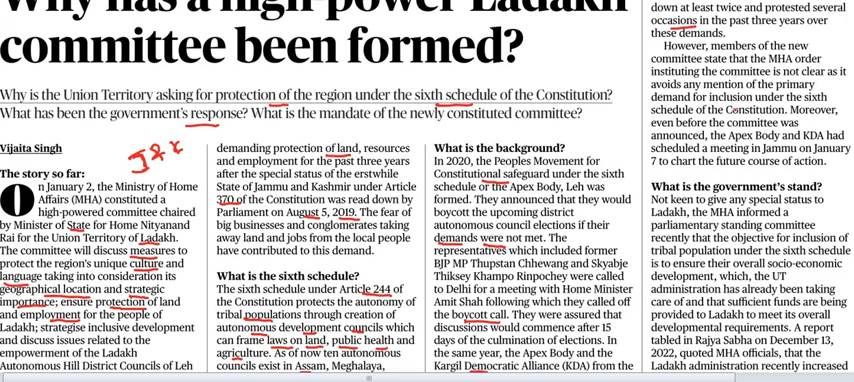 Why has a high-power Ladakh
committee been formed?
Why is the Union Territory asking for protection of the region under the sixth schedule of the Constitution?
What has been the government's response? What is the mandate of the newly constituted committee?
J & K
Vijaita Singh
The story so far:
On January 2, the Ministry of Home
Affairs (MHA) constituted a
high-powered committee chaired
by Minister of State for Home Nityanand
Rai for the Union Territory of Ladakh.
The committee will discuss measures to
protect the region's unique culture and
language taking into consideration its
geographical location and strategic
importance; ensure protection of land
and employment for the people of
Ladakh; strategise inclusive development
and discuss issues related to the
empowerment of the Ladakh
Autonomous Hill District Councils of Leh
demanding protection of land, resources
and employment for the past three years
after the special status of the erstwhile
State of Jammu and Kashmir under Article
370 of the Constitution was read down by
Parliament on August 5, 2019. The fear of
big businesses and conglomerates taking
away land and jobs from the local people
have contributed to this demand.
What is the sixth schedule?
The sixth schedule under Article 244 of
the Constitution protects the autonomy of
tribal populations through creation of
autonomous development councils which
can frame laws on land, public health and
agriculture. As of now ten autonomous
councils exist in Assam, Meghalaya,
What is the background?
In 2020, the Peoples Movement for
Constitutional safeguard under the sixth
schedule or the Apex Body, Leh was
formed. They announced that they would
boycott the upcoming district
autonomous council elections if their
demands were not met. The
representatives which included former
BJP MP Thupstan Chhewang and Skyabje
Thiksey Khampo Rinpochey were called
to Delhi for a meeting with Home Minister
Amit Shah following which they called off
the boycott call. They were assured that
discussions would commence after 15
days of the culmination of elections. In
the same year, the Apex Body and the
Kargil Democratic Alliance (KDA) from the
down at least twice and protested several
occasions in the past three years over
these demands.
However, members of the new
committee state that the MHA order
instituting the committee is not clear as it
avoids any mention of the primary
demand for inclusion under the sixth
schedule of the Constitution. Moreover,
even before the committee was
announced, the Apex Body and KDA had
scheduled a meeting in Jammu on January
7 to chart the future course of action.
What is the government's stand?
Not keen to give any special status to
Ladakh, the MHA informed a
parliamentary standing committee
recently that the objective for inclusion of
tribal population under the sixth schedule
is to ensure their overall socio-economic
development, which, the UT
administration has already been taking
care of and that sufficient funds are being
provided to Ladakh to meet its overall
developmental requirements. A report
tabled in Rajya Sabha on December 13,
2022, quoted MHA officials, that the
Ladakh administration recently increased